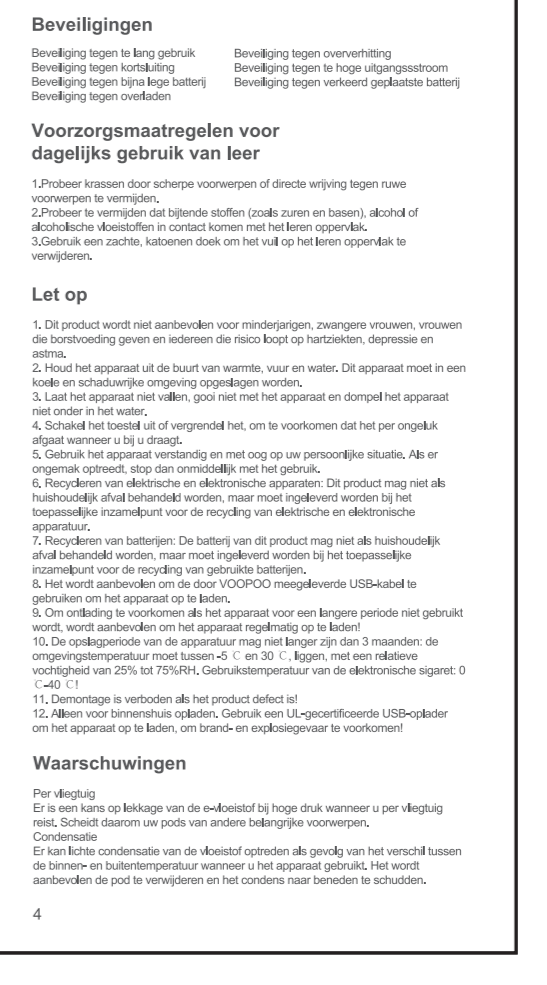 Beveiligingen
Beveiliging tegen te lang gebruik
Beveiliging tegen kortsluiting
Beveiliging tegen bijna lege batterij
Beveiliging tegen overladen
Beveiliging tegen oververhitting
Beveiliging tegen te hoge uitgangssstroom
Beveiliging tegen verkeerd geplaatste batterij
Voorzorgsmaatregelen voor
dagelijks gebruik van leer
1.Probeer krassen door scherpe voorwerpen of directe wrijving tegen ruwe
voorwerpen te vermijden.
2.Probeer te vermijden dat bijtende stoffen (zoals zuren en basen), alcohol of
alcoholische vloeistoffen in contact komen met het leren oppervlak.
3.Gebruik een zachte, katoenen doek om het vuil op het leren oppervlak te
verwijderen.
Let op
1. Dit product wordt niet aanbevolen voor minderjarigen, zwangere vrouwen, vrouwen
die borstvoeding geven en iedereen die risico loopt op hartziekten, depressie en
astma.
2. Houd het apparaat uit de buurt van warmte, vuur en water. Dit apparaat moet in een
koele en schaduwrijke omgeving opgeslagen worden.
3. Laat het apparaat niet vallen, gooi niet met het apparaat en dompel het apparaat
niet onder in het water.
4. Schakel het toestel uit of vergrendel het, om te voorkomen dat het per ongeluk
afgaat wanneer u bij u draagt.
5. Gebruik het apparaat verstandig en met oog op uw persoonlijke situatie. Als er
ongemak optreedt, stop dan onmiddellijk met het gebruik.
6. Recycleren van elektrische en elektronische apparaten: Dit product mag niet als
huishoudelijk afval behandeld worden, maar moet ingeleverd worden bij het
toepasselijke inzamelpunt voor de recycling van elektrische en elektronische
apparatuur.
7. Recycleren van batterijen: De batterij van dit product mag niet als huishoudelijk
afval behandeld worden, maar moet ingeleverd worden bij het toepasselijke
inzamelpunt voor de recycling van gebruikte batterijen.
8. Het wordt aanbevolen om de door VOOPOO meegeleverde USB-kabel te
gebruiken om het apparaat op te laden.
9. Om ontlading te voorkomen als het apparaat voor een langere periode niet gebruikt
wordt, wordt aanbevolen om het apparaat regelmatig op te laden!
10. De opslagperiode van de apparatuur mag niet langer zijn dan 3 maanden: de
omgevingstemperatuur moet tussen -5 ℃ en 30 ℃, liggen, met een relatieve
vochtigheid van 25% tot 75%RH. Gebruikstemperatuur van de elektronische sigaret: 0
℃-40 ℃!
11. Demontage is verboden als het product defect is!
12. Alleen voor binnenshuis opladen. Gebruik een UL-gecertificeerde USB-oplader
om het apparaat op te laden, om brand- en explosiegevaar te voorkomen!
Waarschuwingen
Per vliegtuig
Er is een kans op lekkage van de e-vloeistof bij hoge druk wanneer u per vliegtuig
reist. Scheidt daarom uw pods van andere belangrijke voorwerpen.
Condensatie
Er kan lichte condensatie van de vloeistof optreden als gevolg van het verschil tussen
de binnen- en buitentemperatuur wanneer u het apparaat gebruikt. Het wordt
aanbevolen de pod te verwijderen en het condens naar beneden te schudden.
4